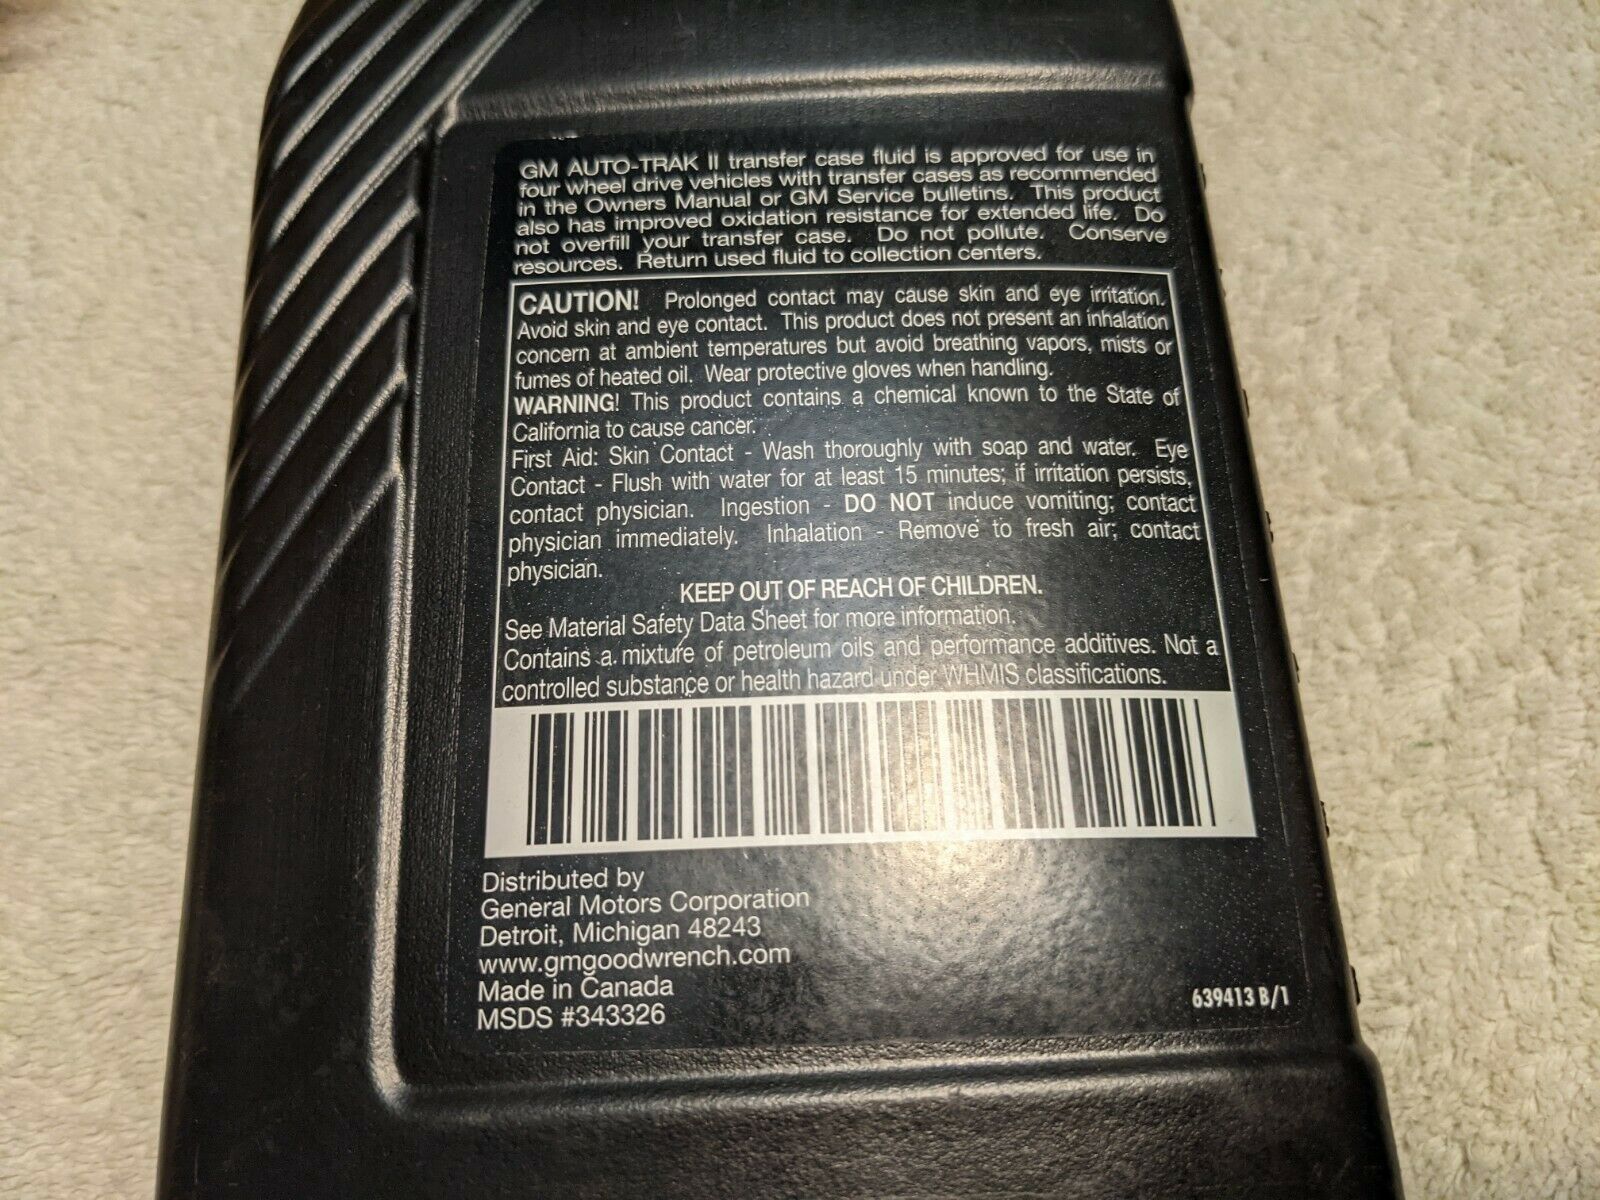 GM AUTO-TRAK II transfer case fluid is approved for use in
four wheel drive vehicles with transfer cases as recommended
in the Owners Manual or GM Service bulletins. This product
also has improved oxidation resistance for extended life. Do
not overfill your transfer case. Do not pollute. Conserve
resources. Return used fluid to collection centers.
CAUTION! Prolonged contact may cause skin and eye irritation.
Avoid skin and eye contact. This product does not present an inhalation
concern at ambient temperatures but avoid breathing vapors, mists or
fumes of heated oil. Wear protective gloves when handling.
WARNING! This product contains a chemical known to the State of
California to cause cancer.
First Aid: Skin Contact - Wash thoroughly with soap and water. Eye
Contact - Flush with water for at least 15 minutes; if irritation persists,
contact physician. Ingestion - DO NOT induce vomiting; contact
physician immediately. Inhalation - Remove to fresh air; contact
physician.
KEEP OUT OF REACH OF CHILDREN.
See Material Safety Data Sheet for more information.
Contains a mixture of petroleum oils and performance additives. Not a
controlled substance or health hazard under WHMIS classifications.
Distributed by
General Motors Corporation
Detroit, Michigan 48243
www.gmgoodwrench.com
Made in Canada
MSDS #343326
639413 B/1